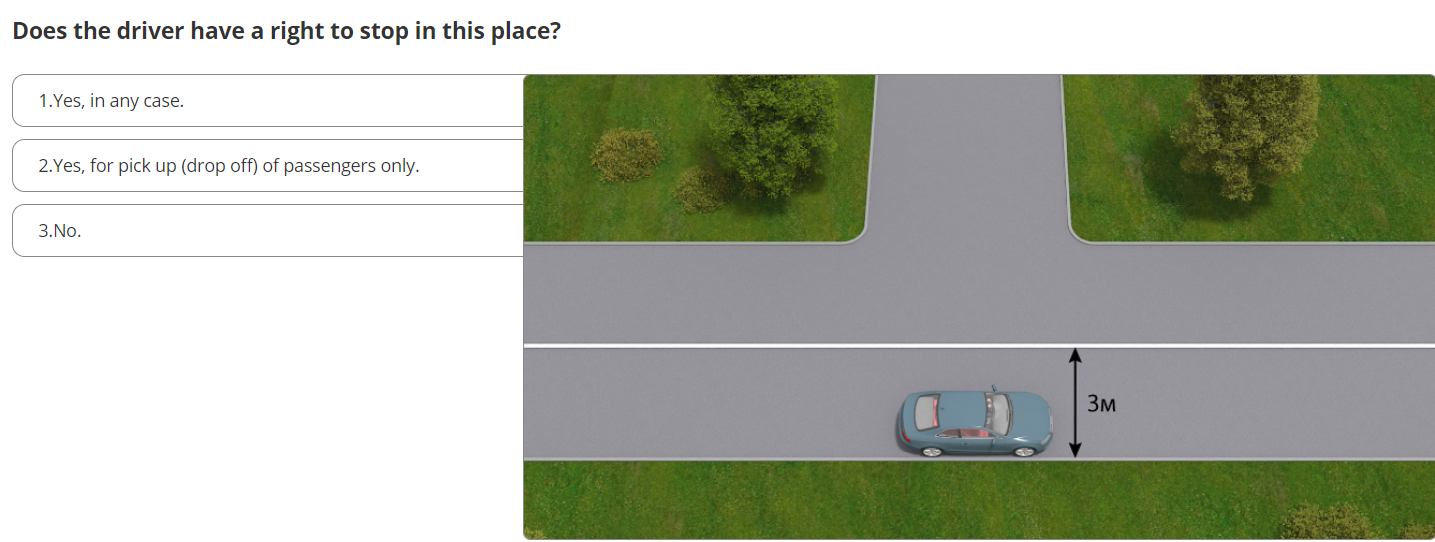 Does the driver have a right to stop in this place?
1.Yes, in any case.
2.Yes, for pick up (drop off) of passengers only.
3.No.
3м